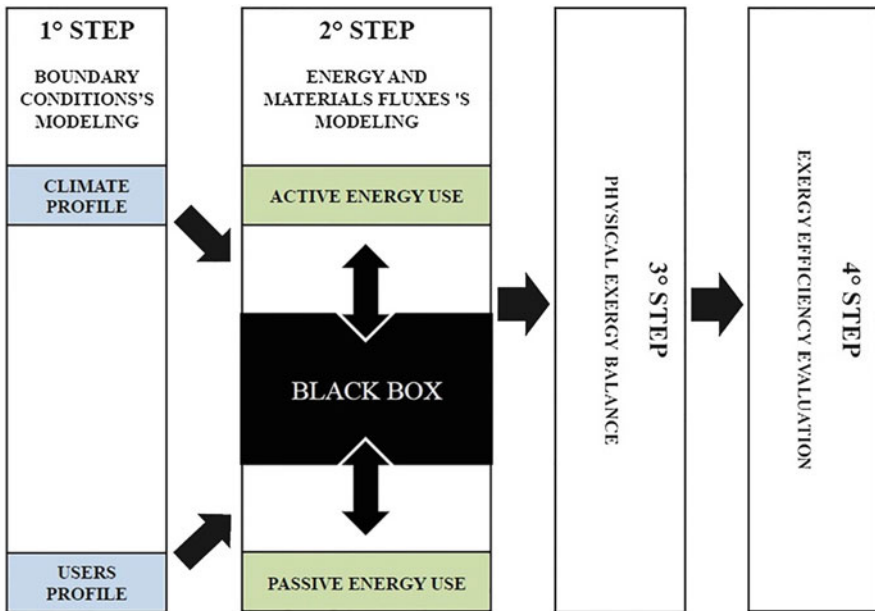 1° STEP
BOUNDARY
CONDITIONS'S
MODELING
CLIMATE
PROFILE
USERS
PROFILE
2° STEP
ENERGY AND
MATERIALS FLUXES 'S
MODELING
ACTIVE ENERGY USE
BLACK BOX
PASSIVE ENERGY USE
3° STEP
PHYSICAL EXERGY BALANCE
4° STEP
EXERGY EFFICIENCY EVALUATION